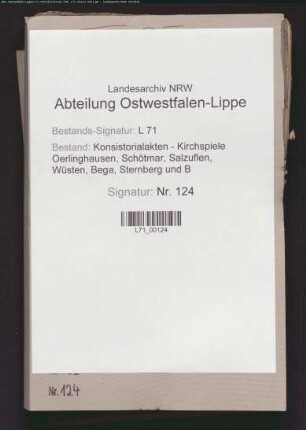 Landesarchiv NRW
Abteilung Ostwestfalen-Lippe
Bestands-Signatur: L 71
Bestand: Konsistorialakten - Kirchspiele
Oerlinghausen, Schötmar, Salzuflen,
Wüsten, Bega, Sternberg und B
Signatur: Nr. 124
L71_00124
Nr. 124